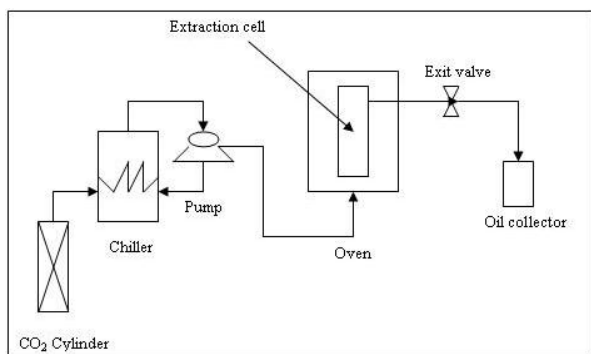 Extraction cell
Exit valve
Pump
Chiller
Oven
Oil collector
CO₂ Cylinder